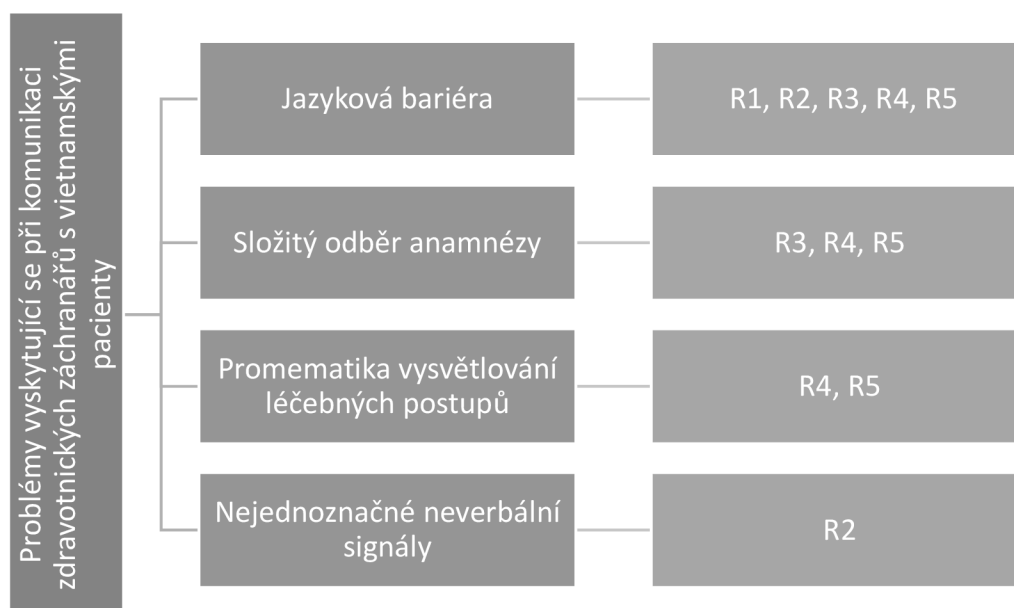 Problémy vyskytující se při komunikaci
zdravotnických záchranářů s vietnamskými
pacienty
Jazyková bariéra
R1, R2, R3, R4, R5
Složitý odběr anamnézy
R3, R4, R5
Promematika vysvětlování
léčebných postupů
R4, R5
Nejednoznačné neverbální
signály
R2